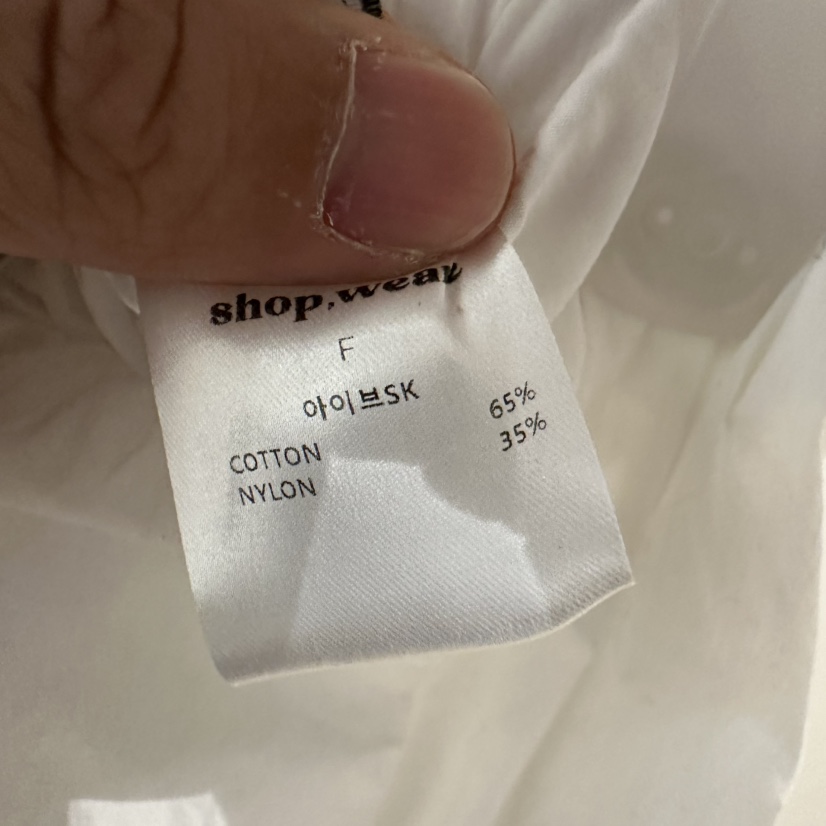 shop.wear
F
아이브SK
COTTON 65%
NYLON 35%